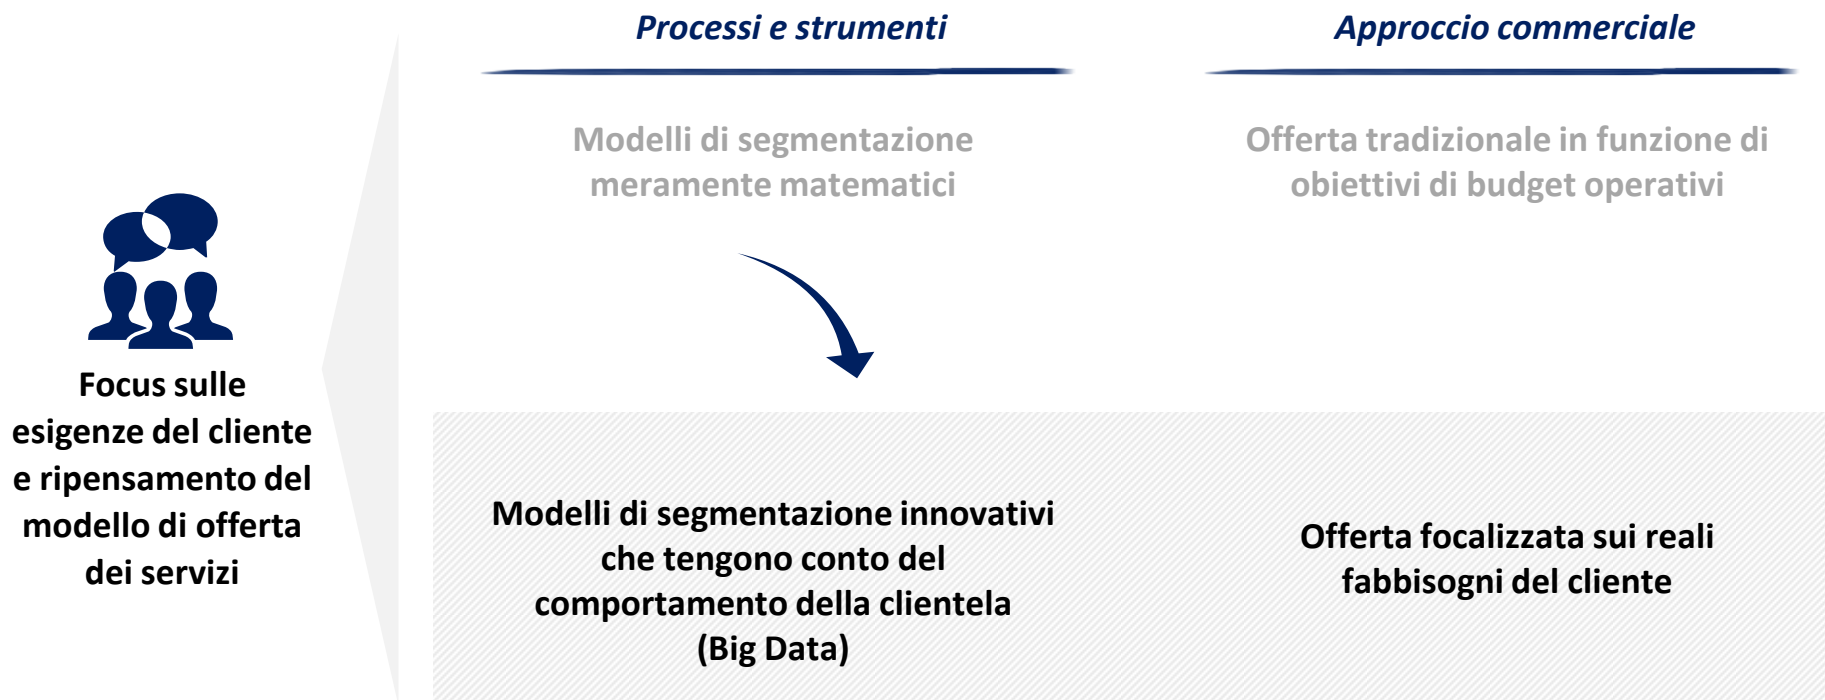 Processi e strumenti
Approccio commerciale
Modelli di segmentazione
meramente matematici
Offerta tradizionale in funzione di
obiettivi di budget operativi
Focus sulle
esigenze del cliente
e ripensamento del
modello di offerta
dei servizi
Modelli di segmentazione innovativi
che tengono conto del
comportamento della clientela
(Big Data)
Offerta focalizzata sui reali
fabbisogni del cliente